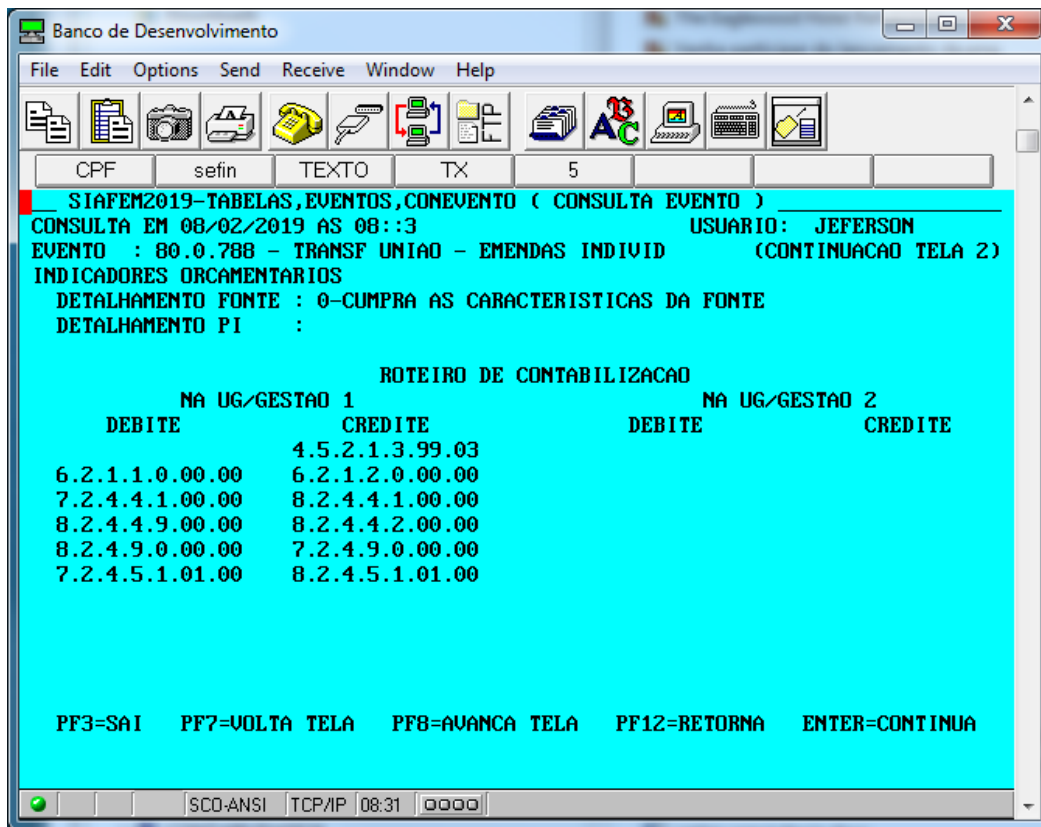 Banco de Desenvolvimento
File Edit Options Send Receive Window Help
CPF sefin TEXTO TX 5
__ SIAFEM2019-TABELAS,EVENTOS,CONEVENTO ( CONSULTA EVENTO ) ____________________
CONSULTA EM 08/02/2019 AS 08::3 USUARIO: JEFERSON
EVENTO : 80.0.788 - TRANSF UNIAO - EMENDAS INDIVID (CONTINUACAO TELA 2)
INDICADORES ORCAMENTARIOS
DETALHAMENTO FONTE : 0-CUMPRA AS CARACTERISTICAS DA FONTE
DETALHAMENTO PI :
ROTEIRO DE CONTABILIZACAO
NA UG/GESTAO 1 NA UG/GESTAO 2
DEBITE CREDITE DEBITE CREDITE
4.5.2.1.3.99.03
6.2.1.1.0.00.00 6.2.1.2.0.00.00
7.2.4.4.1.00.00 8.2.4.4.1.00.00
8.2.4.4.9.00.00 8.2.4.4.2.00.00
8.2.4.9.0.00.00 7.2.4.9.0.00.00
7.2.4.5.1.01.00 8.2.4.5.1.01.00
PF3=SAI PF7=VOLTA TELA PF8=AVANCA TELA PF12=RETORNA ENTER=CONTINUA
SCO-ANSI TCP/IP 08:31